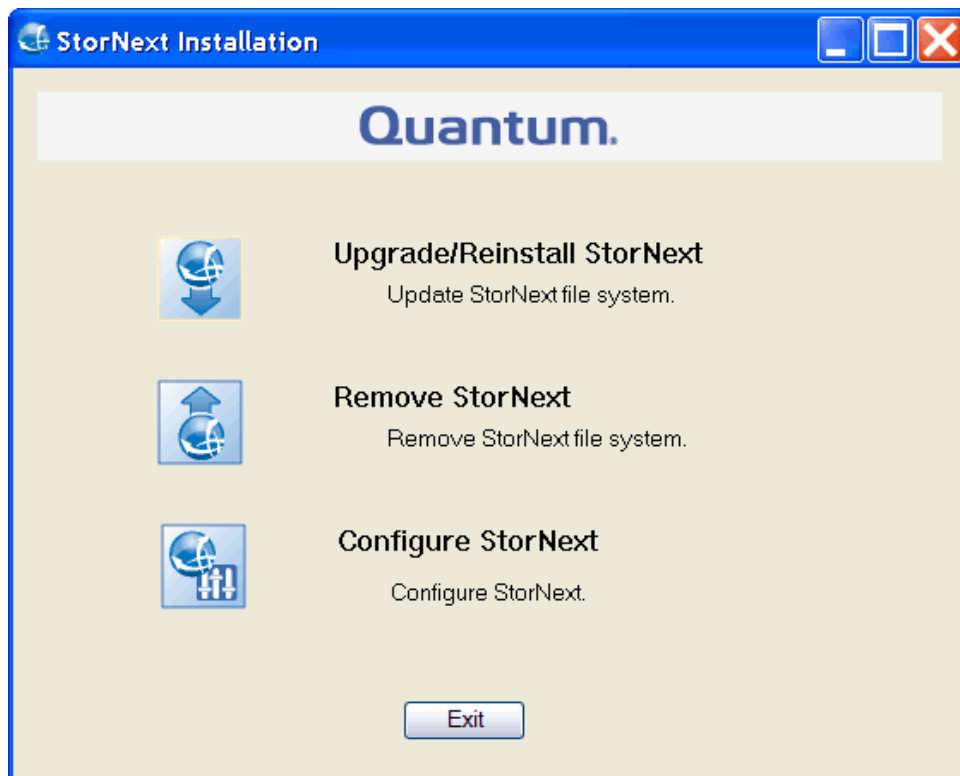 StorNext Installation
Quantum.
Upgrade/Reinstall StorNext
Update StorNext file system.
Remove StorNext
Remove StorNext file system.
Configure StorNext
Configure StorNext.
Exit